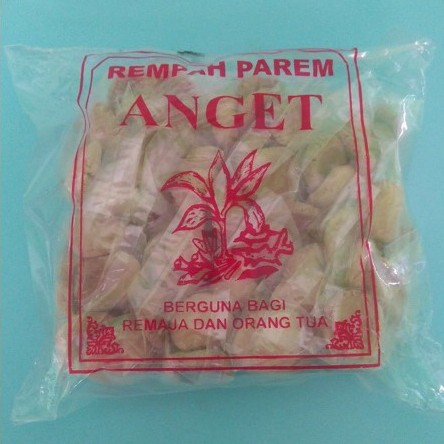 REMPAH PAREM
ANGET
BERGUNA BAGI
REMAJA DAN ORANG TUA